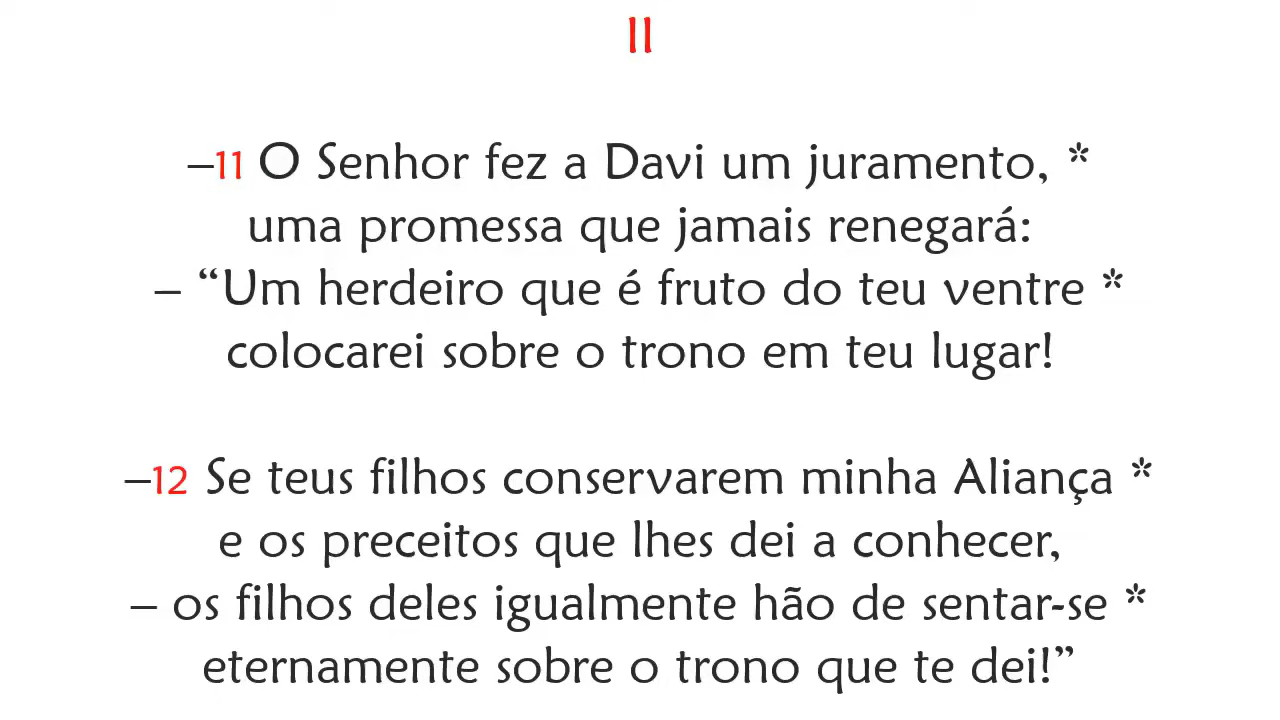 II
–11 O Senhor fez a Davi um juramento, *
uma promessa que jamais renegará:
– “Um herdeiro que é fruto do teu ventre *
colocarei sobre o trono em teu lugar!
–12 Se teus filhos conservarem minha Aliança *
e os preceitos que lhes dei a conhecer,
– os filhos deles igualmente hão de sentar-se *
eternamente sobre o trono que te dei!”